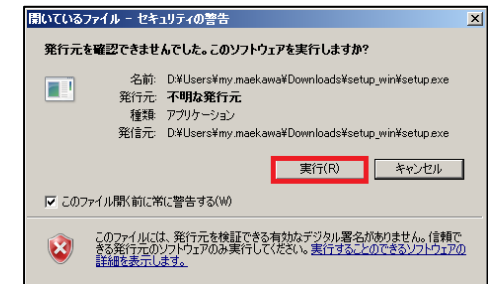 開いているファイル - セキュリティの警告
発行元を確認できませんでした。このソフトウェアを実行しますか?
名前: D:¥Users¥my.maekawa¥Downloads¥setup_win¥setup.exe
発行元: 不明な発行元
種類: アプリケーション
発信元: D:¥Users¥my.maekawa¥Downloads¥setup_win¥setup.exe
実行(R)
キャンセル
このファイル開く前に常に警告する(W)
このファイルには、発行元を検証できる有効なデジタル署名がありません。信頼で
きる発行元のソフトウェアのみ実行してください。実行することのできるソフトウェアの
詳細を表示します。